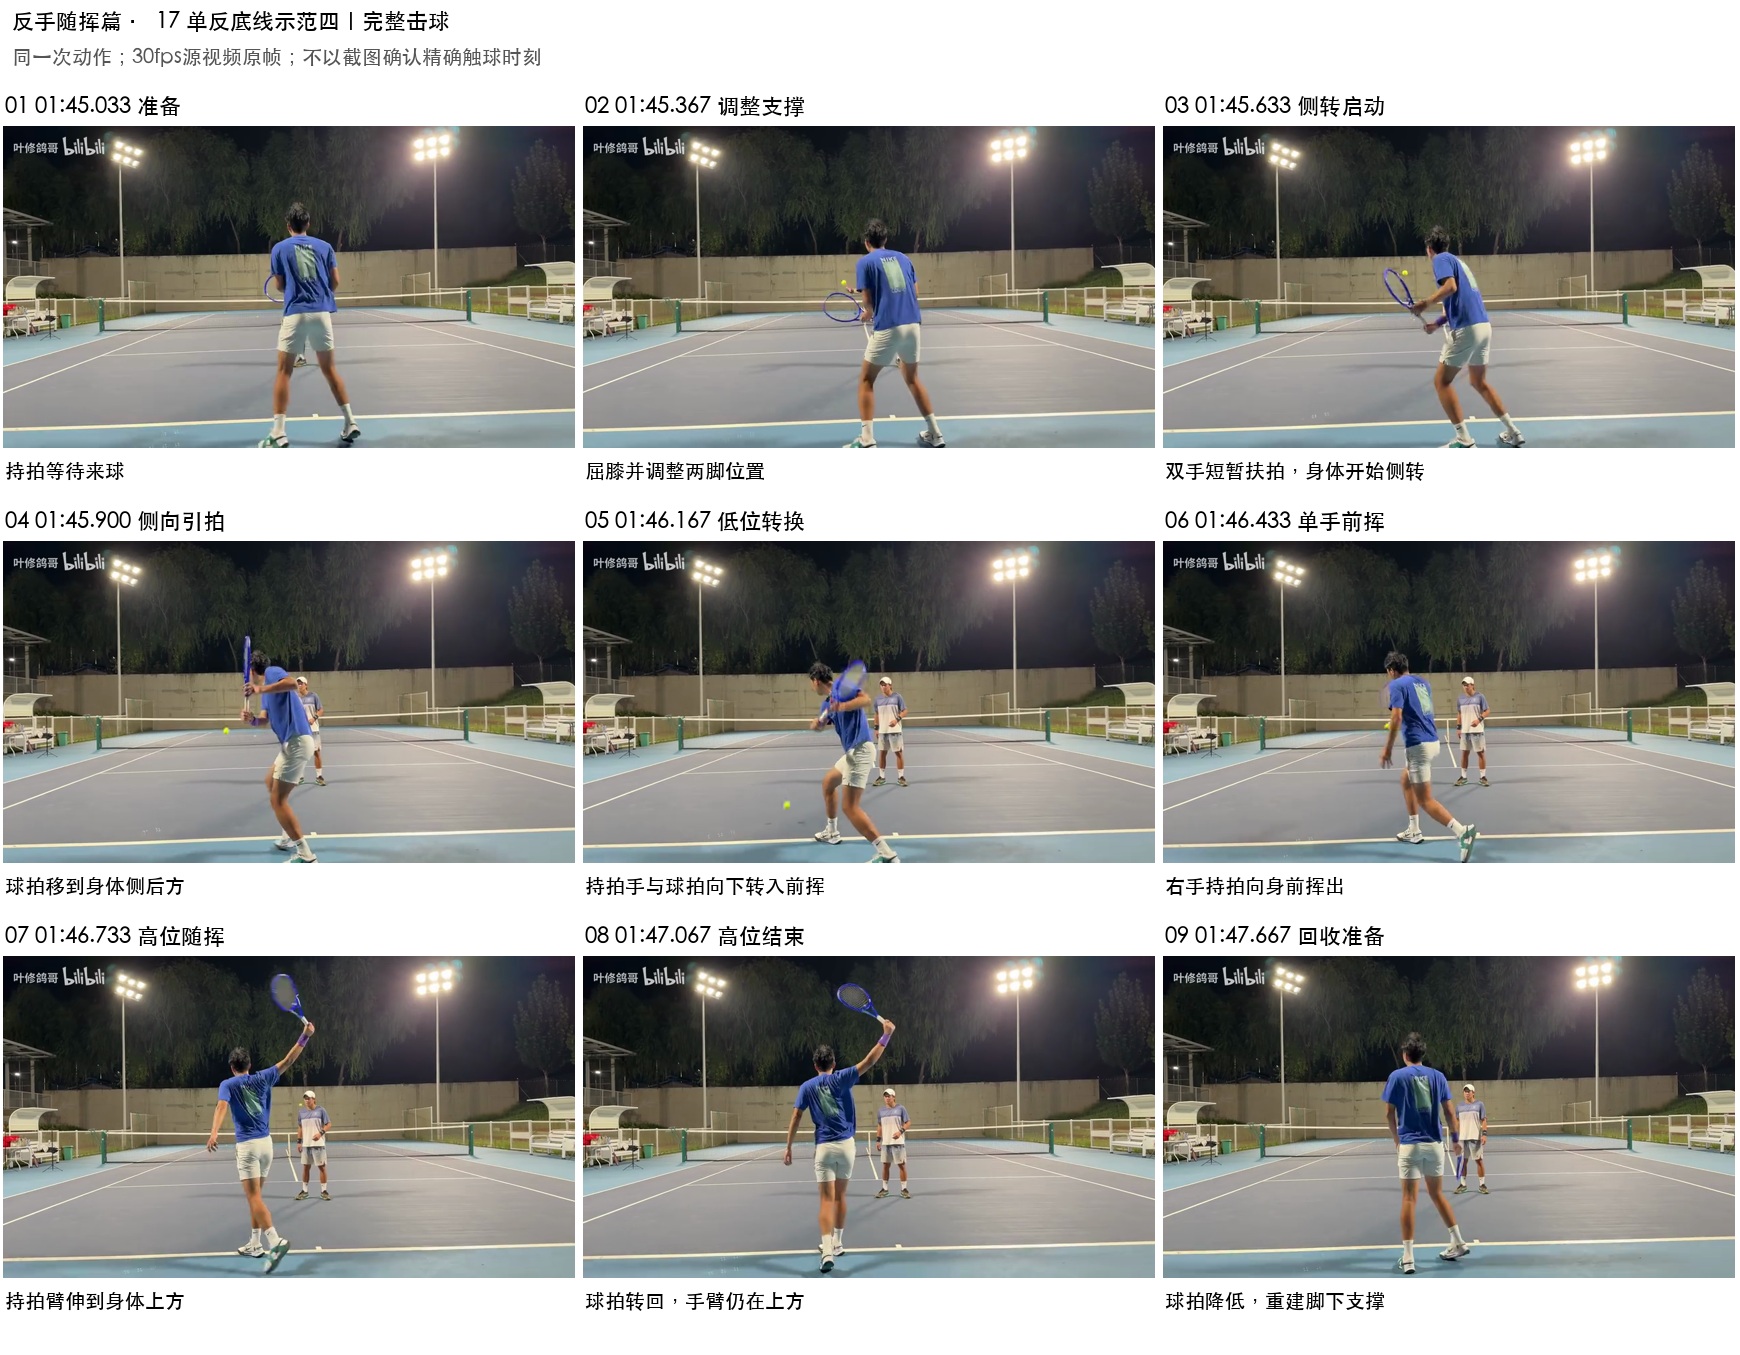 反手随挥篇 · 17 单反底线示范四｜完整击球
同一次动作；30fps源视频原帧；不以截图确认精确触球时刻
01 01:45.033 准备
02 01:45.367 调整支撑
03 01:45.633 侧转启动
叶修鸽哥 bilibili
叶修鸽哥 bilibili
叶修鸽哥 bilibili
NIKE
NIKE
持拍等待来球
屈膝并调整两脚位置
双手短暂扶拍，身体开始侧转
04 01:45.900 侧向引拍
05 01:46.167 低位转换
06 01:46.433 单手前挥
叶修鸽哥 bilibili
叶修鸽哥 bilibili
叶修鸽哥 bilibili
球拍移到身体侧后方
持拍手与球拍向下转入前挥
右手持拍向身前挥出
07 01:46.733 高位随挥
08 01:47.067 高位结束
09 01:47.667 回收准备
叶修鸽哥 bilibili
叶修鸽哥 bilibili
叶修鸽哥 bilibili
持拍臂伸到身体上方
球拍转回，手臂仍在上方
球拍降低，重建脚下支撑